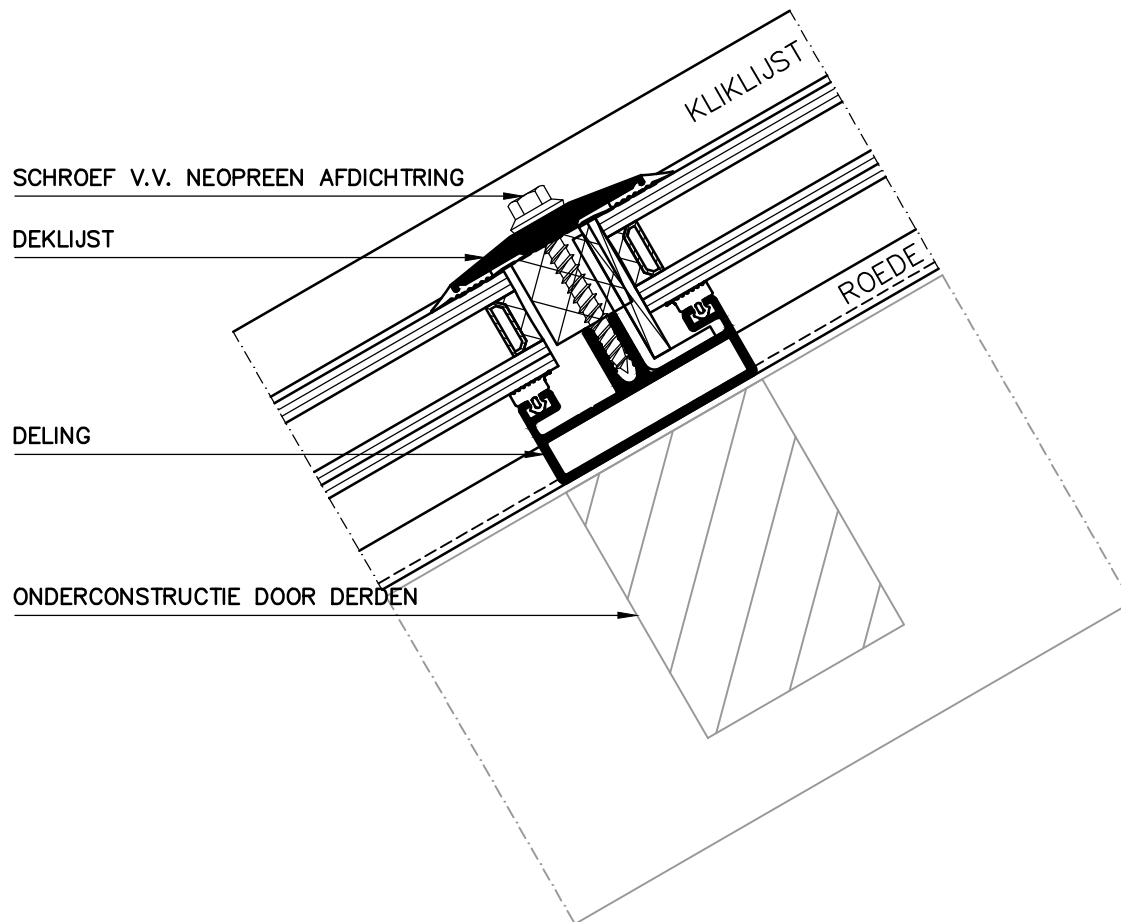 KLIKLIJST
SCHROEF V.V. NEOPREEN AFDICHTRING
DEKLIJST
ROEDE
DELING
ONDERCONSTRUCTIE DOOR DERDEN